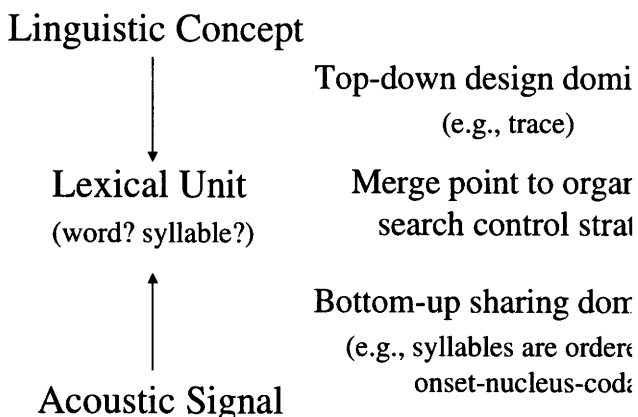 Linguistic Concept
Top-down design domi
(e.g., trace)
Lexical Unit
(word? syllable?)
Merge point to organ
search control strat
Bottom-up sharing dom
(e.g., syllables are ordere
onset-nucleus-coda
Acoustic Signal